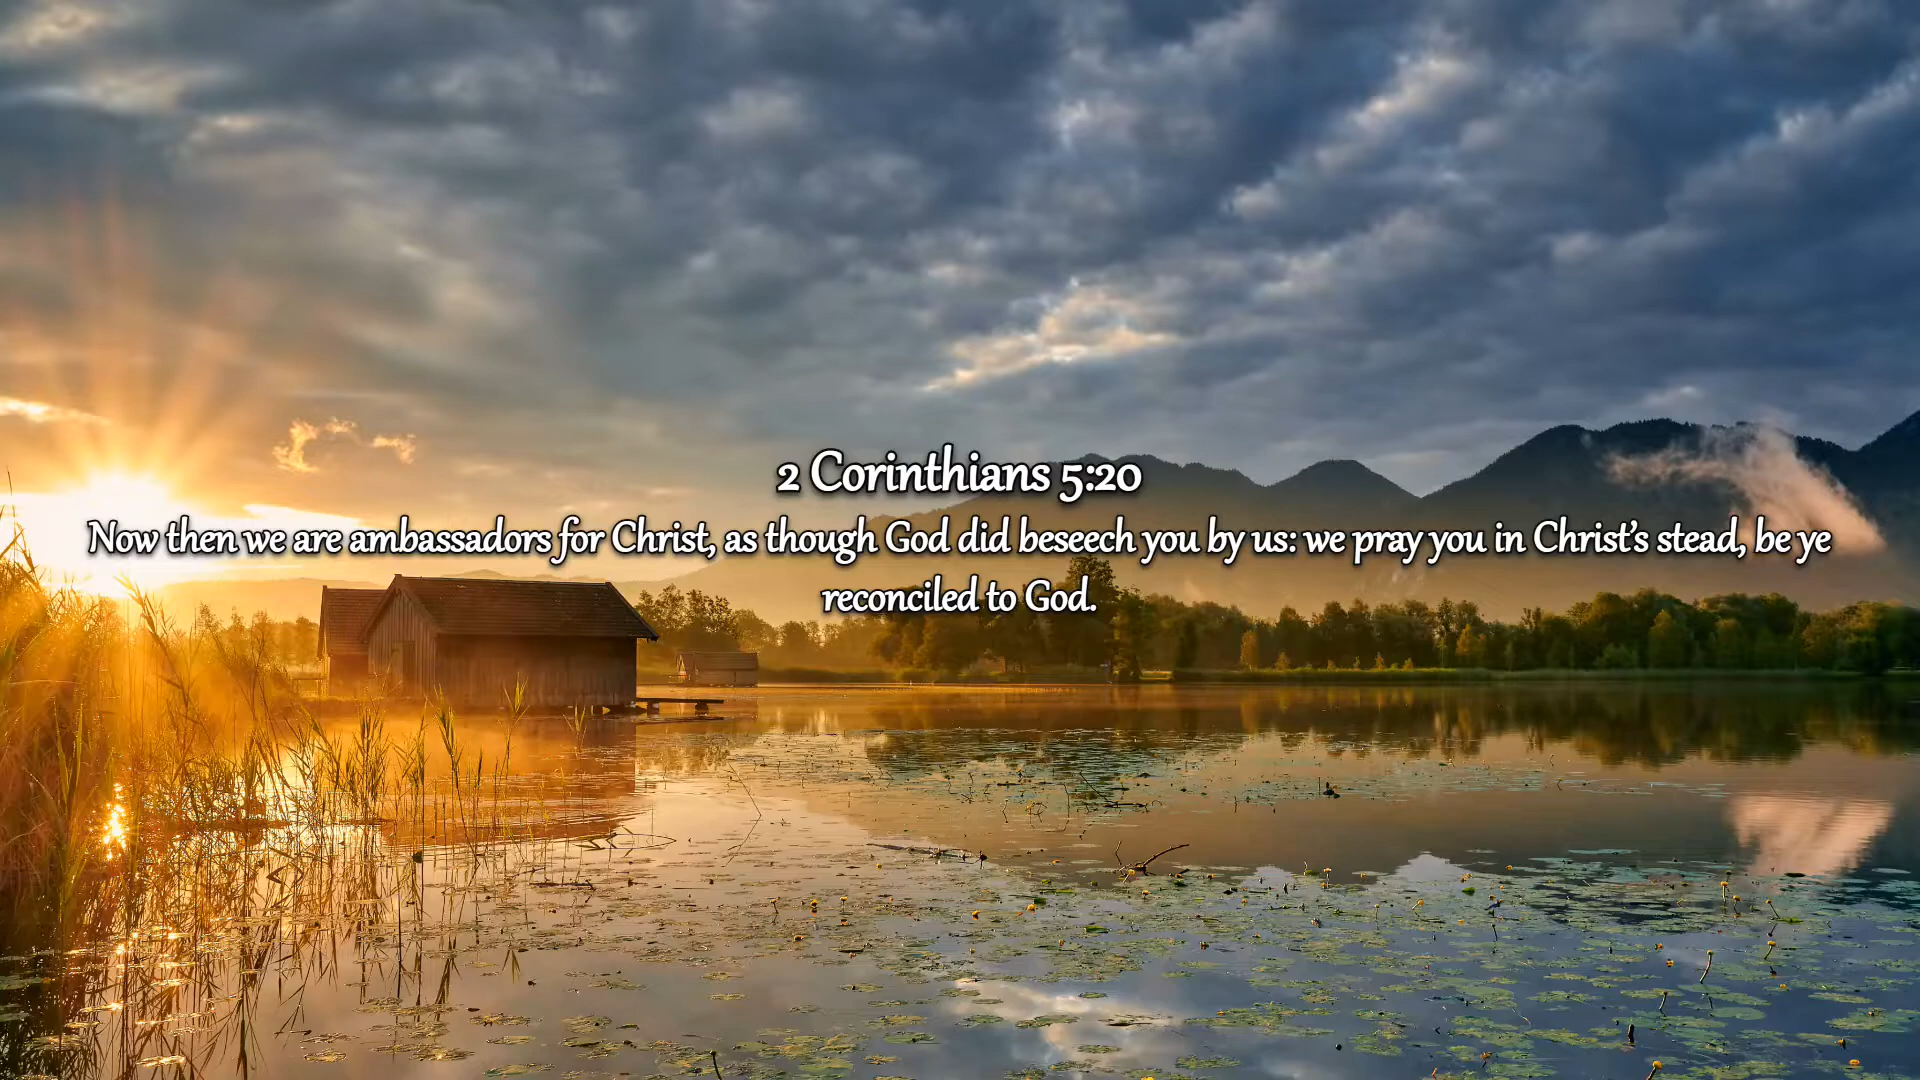 2 Corinthians 5:20
Now then we are ambassadors for Christ, as though God did beseech you by us: we pray you in Christ’s stead, be ye
reconciled to God.